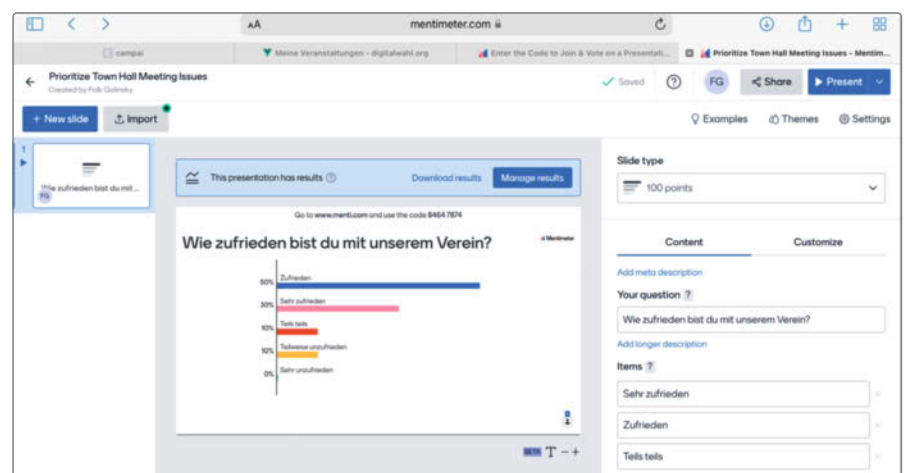 AA
mentimeter.com
campai
Meine Veranstaltungen - digitalwahl.org
Enter the Code to Join & Vote on a Presentati...
Prioritize Town Hall Meeting Issues - Mentim...
Prioritize Town Hall Meeting Issues
Created by Falk Golinsky
Saved
?
FG
Share
Present
+ New slide
Import
Examples
Themes
Settings
1
Wie zufrieden bist du mit ...
FG
This presentation has results
Download results
Manage results
Go to www.menti.com and use the code 8464 7874
Wie zufrieden bist du mit unserem Verein?
Mentimeter
50% Zufrieden
30% Sehr zufrieden
10% Teils teils
10% Teilweise unzufrieden
0% Sehr unzufrieden
BETA T - +
Slide type
100 points
Content
Customize
Add meta description
Your question ?
Wie zufrieden bist du mit unserem Verein?
Add longer description
Items ?
Sehr zufrieden
Zufrieden
Teils teils